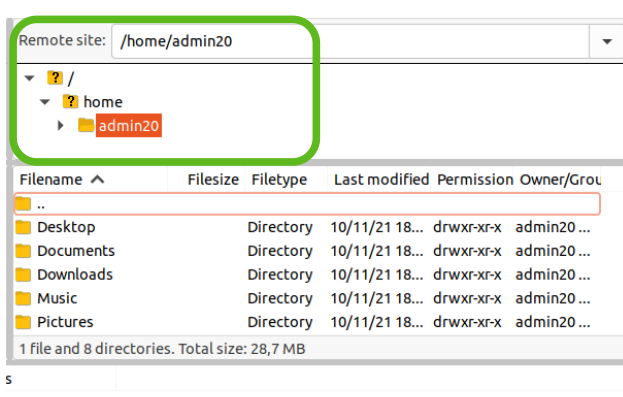 Remote site: /home/admin20
? /
? home
admin20
Filename Filesize Filetype Last modified Permission Owner/Grou
..
Desktop Directory 10/11/21 18... drwxr-xr-x admin20 ...
Documents Directory 10/11/21 18... drwxr-xr-x admin20 ...
Downloads Directory 10/11/21 18... drwxr-xr-x admin20 ...
Music Directory 10/11/21 18... drwxr-xr-x admin20 ...
Pictures Directory 10/11/21 18... drwxr-xr-x admin20 ...
1 file and 8 directories. Total size: 28,7 MB
s